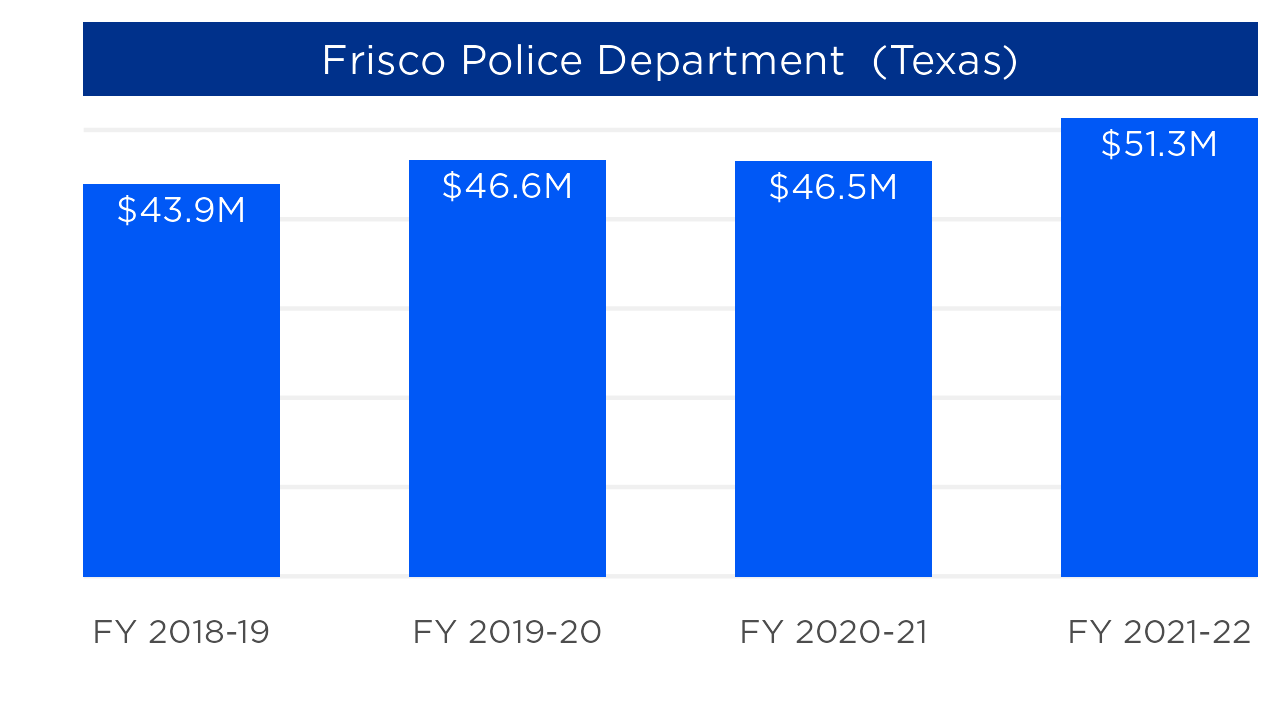 Frisco Police Department (Texas)
$43.9M
$46.6M
$46.5M
$51.3M
FY 2018-19
FY 2019-20
FY 2020-21
FY 2021-22